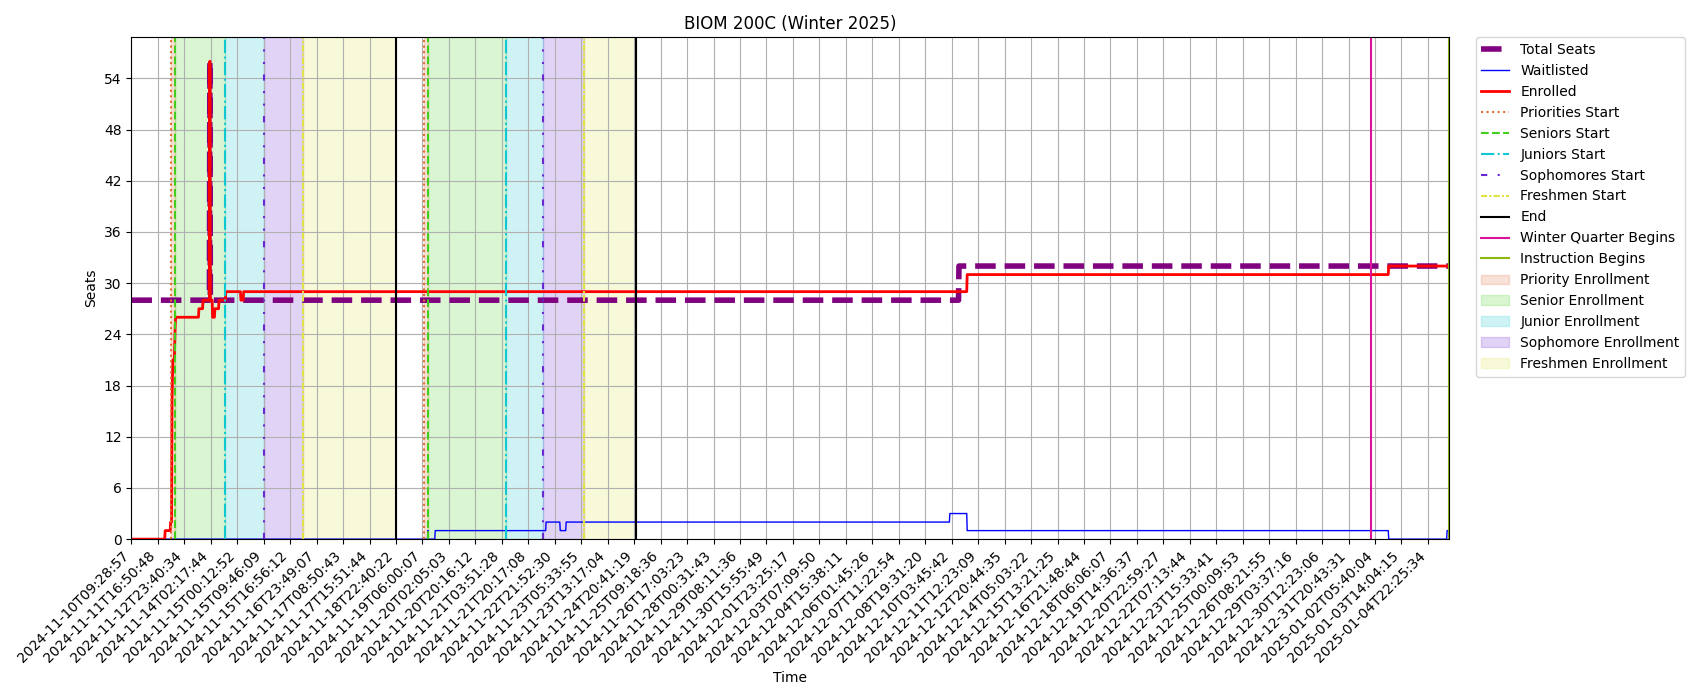 BIOM 200C (Winter 2025)
Seats
54
48
42
36
30
24
18
12
6
0
2024-11-10T09:28:57
2024-11-11T16:50:48
2024-11-12T23:40:34
2024-11-14T02:17:44
2024-11-15T01:12:52
2024-11-15T09:46:09
2024-11-15T16:56:12
2024-11-16T23:49:07
2024-11-17T08:50:43
2024-11-17T15:51:44
2024-11-18T22:40:22
2024-11-19T06:00:07
2024-11-20T02:05:03
2024-11-20T20:16:12
2024-11-21T03:51:28
2024-11-22T20:17:08
2024-11-22T21:52:30
2024-11-23T05:33:55
2024-11-23T13:17:04
2024-11-24T20:41:19
2024-11-25T09:18:36
2024-11-26T17:03:23
2024-11-28T00:31:43
2024-11-29T08:11:36
2024-11-30T15:55:49
2024-12-01T23:25:17
2024-12-03T07:09:50
2024-12-04T15:38:11
2024-12-06T01:45:26
2024-12-07T11:22:54
2024-12-08T19:31:20
2024-12-10T03:45:42
2024-12-11T12:23:09
2024-12-12T20:44:35
2024-12-14T05:03:22
2024-12-15T13:21:25
2024-12-16T21:48:44
2024-12-18T06:06:07
2024-12-19T14:36:37
2024-12-20T22:59:27
2024-12-22T07:13:44
2024-12-23T15:33:41
2024-12-25T00:09:53
2024-12-26T08:21:55
2024-12-29T03:37:16
2024-12-30T12:23:06
2024-12-31T20:43:31
2025-01-02T05:40:04
2025-01-03T14:04:15
2025-01-04T22:25:34
Time
Total Seats
Waitlisted
Enrolled
Priorities Start
Seniors Start
Juniors Start
Sophomores Start
Freshmen Start
End
Winter Quarter Begins
Instruction Begins
Priority Enrollment
Senior Enrollment
Junior Enrollment
Sophomore Enrollment
Freshmen Enrollment